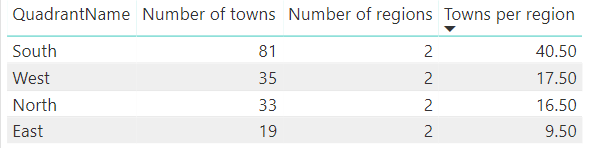 QuadrantName Number of towns Number of regions Towns per region
South 81 2 40.50
West 35 2 17.50
North 33 2 16.50
East 19 2 9.50